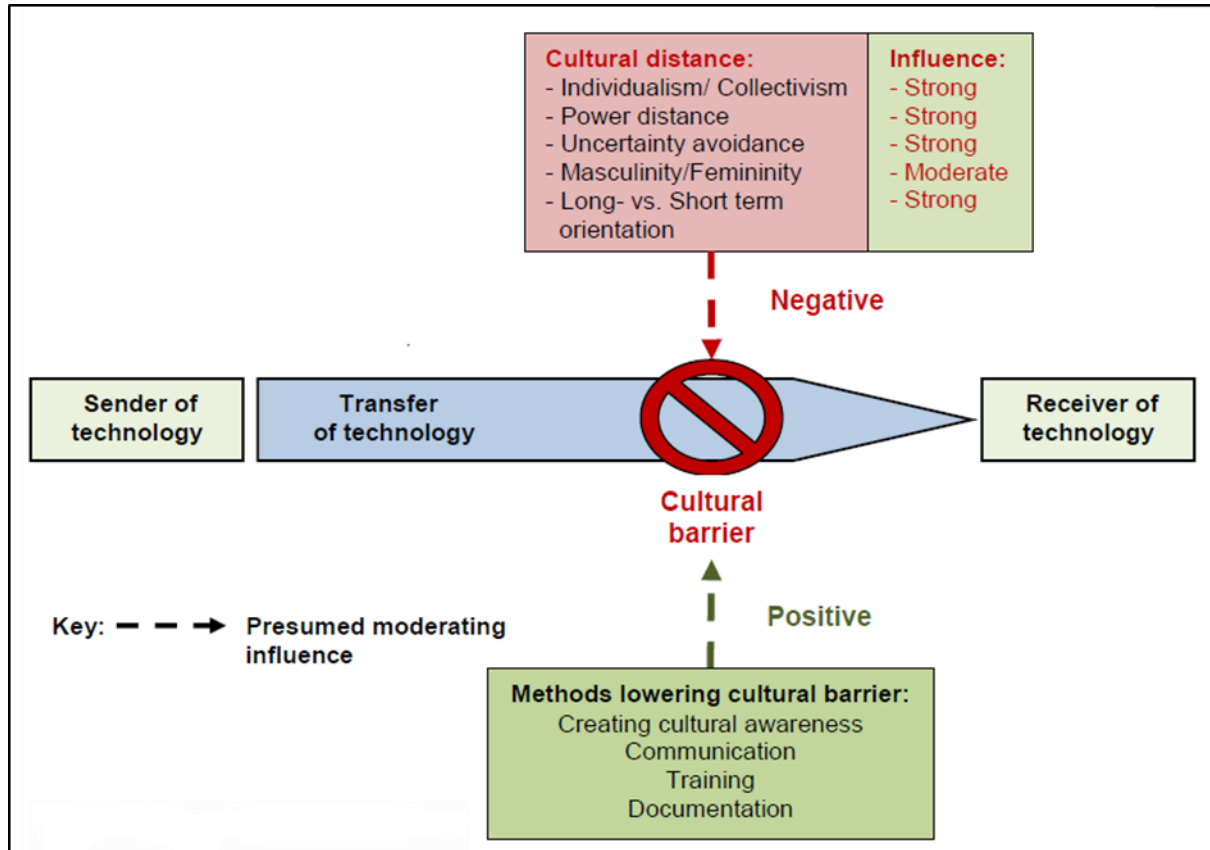 Cultural distance:
- Individualism/ Collectivism
- Power distance
- Uncertainty avoidance
- Masculinity/Femininity
- Long- vs. Short term
orientation
Influence:
- Strong
- Strong
- Strong
- Moderate
- Strong
Negative
Sender of
technology
Transfer
of technology
Receiver of
technology
Cultural
barrier
Positive
Key:
Presumed moderating
influence
Methods lowering cultural barrier:
Creating cultural awareness
Communication
Training
Documentation